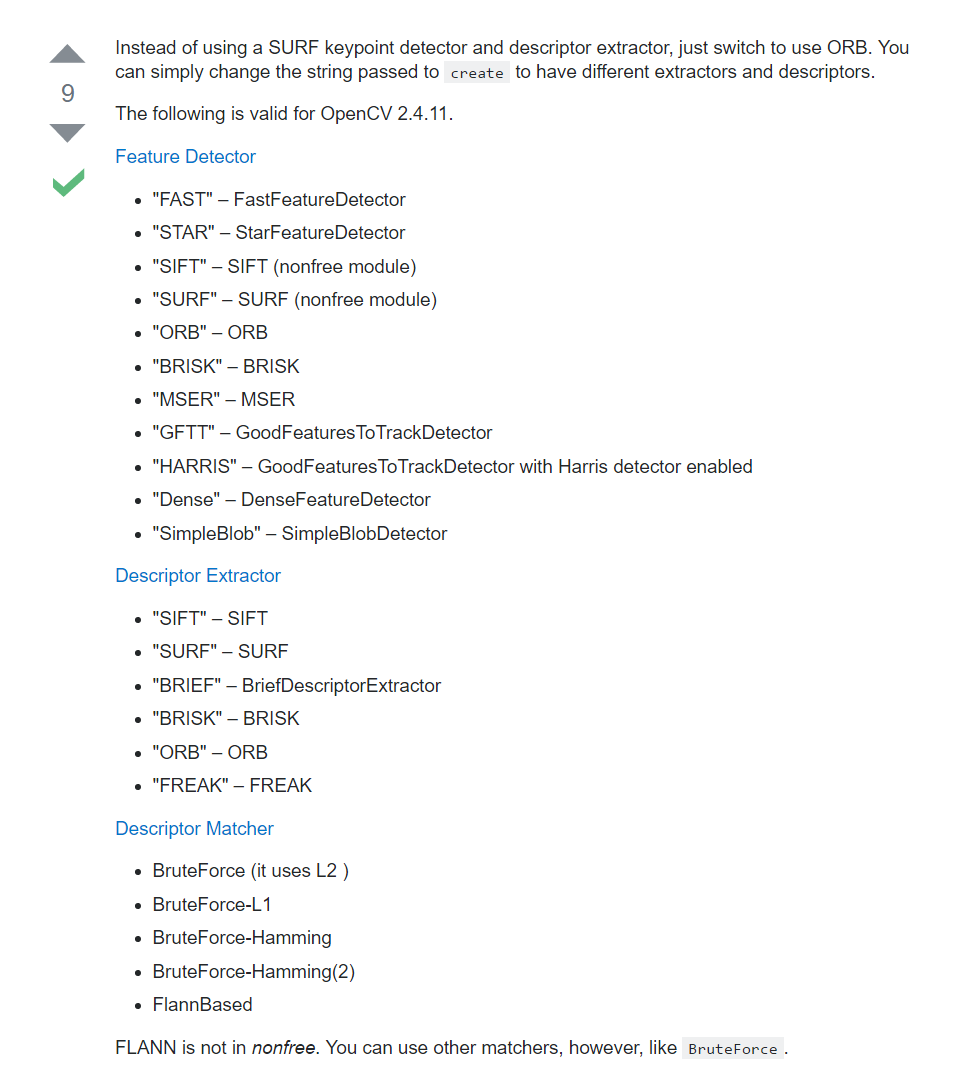 Instead of using a SURF keypoint detector and descriptor extractor, just switch to use ORB. You
can simply change the string passed to create to have different extractors and descriptors.
9
The following is valid for OpenCV 2.4.11.
Feature Detector
• "FAST" – FastFeatureDetector
• "STAR" – StarFeatureDetector
• "SIFT" – SIFT (nonfree module)
• "SURF" – SURF (nonfree module)
• "ORB" – ORB
• "BRISK" – BRISK
• "MSER" – MSER
• "GFTT" – GoodFeaturesToTrackDetector
• "HARRIS" – GoodFeaturesToTrackDetector with Harris detector enabled
• "Dense" – DenseFeatureDetector
• "SimpleBlob" – SimpleBlobDetector
Descriptor Extractor
• "SIFT" – SIFT
• "SURF" – SURF
• "BRIEF" – BriefDescriptorExtractor
• "BRISK" – BRISK
• "ORB" – ORB
• "FREAK" – FREAK
Descriptor Matcher
• BruteForce (it uses L2 )
• BruteForce-L1
• BruteForce-Hamming
• BruteForce-Hamming(2)
• FlannBased
FLANN is not in nonfree. You can use other matchers, however, like BruteForce .